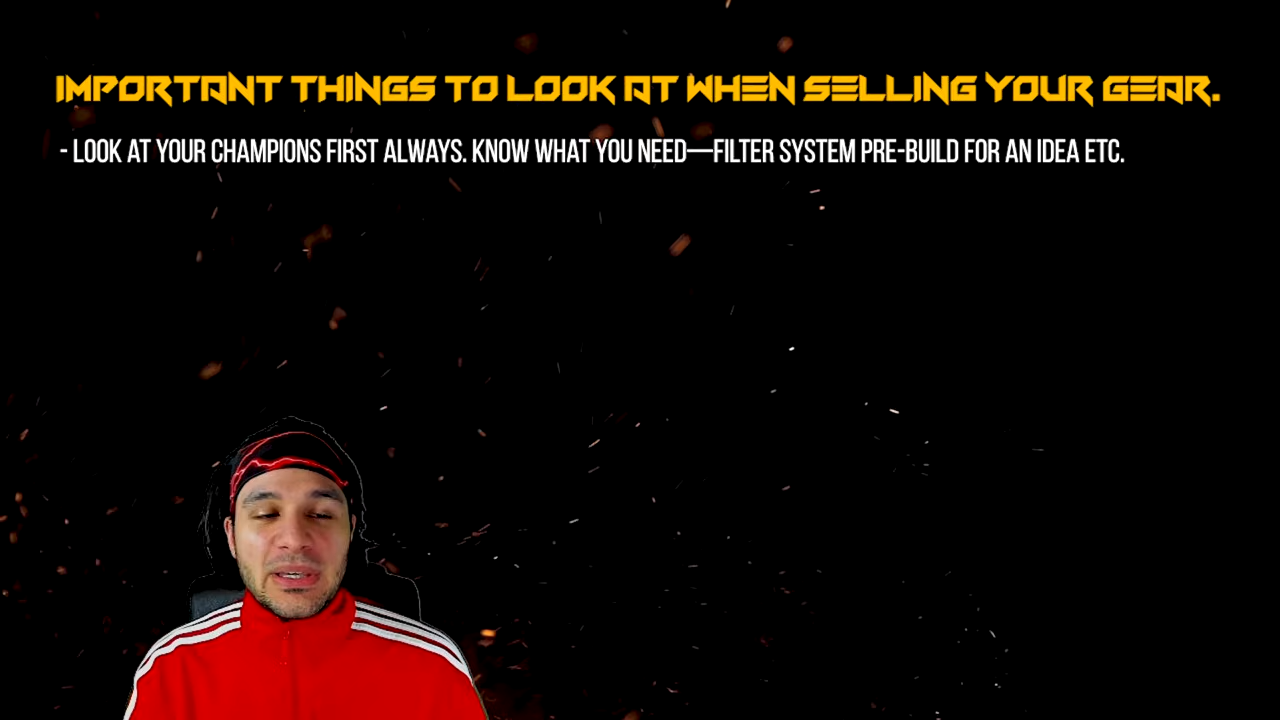 IMPORTANT THINGS TO LOOK AT WHEN SELLING YOUR GEAR.
- LOOK AT YOUR CHAMPIONS FIRST ALWAYS. KNOW WHAT YOU NEED—FILTER SYSTEM PRE-BUILD FOR AN IDEA ETC.